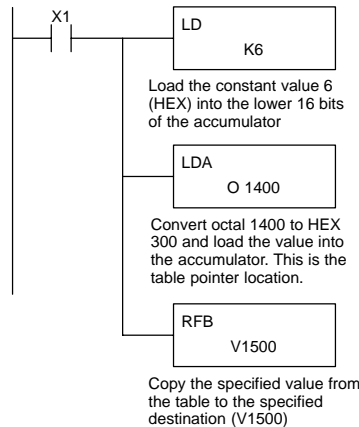 X1
LD
K6
Load the constant value 6
(HEX) into the lower 16 bits
of the accumulator
LDA
O 1400
Convert octal 1400 to HEX
300 and load the value into
the accumulator. This is the
table pointer location.
RFB
V1500
Copy the specified value from
the table to the specified
destination (V1500)